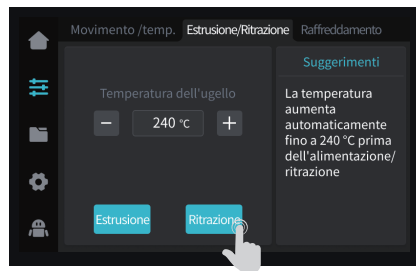 Movimento /temp. Estrusione/Ritrazione Raffreddamento
Temperatura dell'ugello
240 °C
Estrusione
Ritrazione
Suggerimenti
La temperatura
aumenta
automaticamente
fino a 240 °C prima
dell'alimentazione/
ritrazione